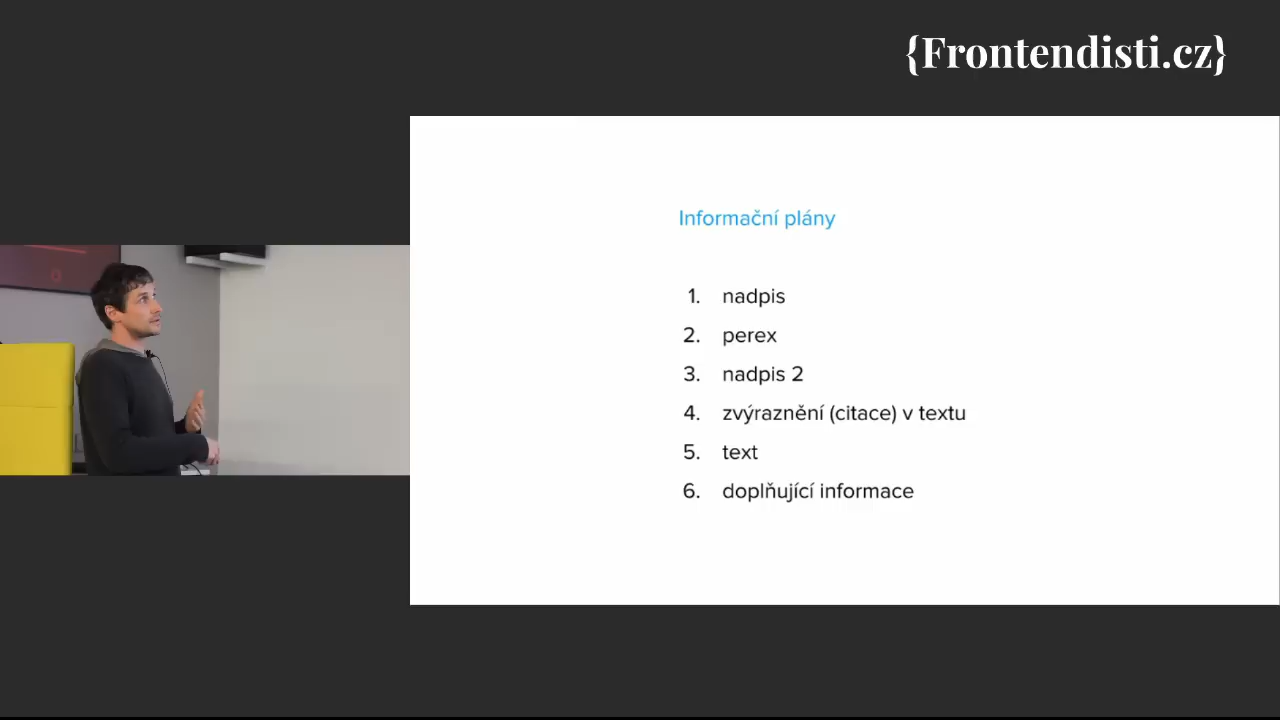 {Frontendisti.cz}
Informační plány
1. nadpis
2. perex
3. nadpis 2
4. zvýraznění (citace) v textu
5. text
6. doplňující informace